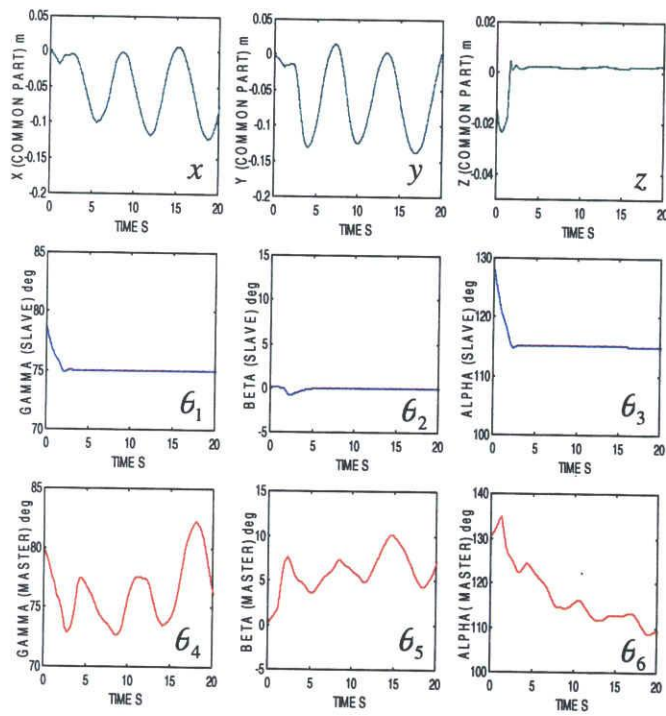 X (COMMON PART) m
0.05
0
-0.05
-0.1
-0.15
-0.2
0 5 10 15 20
TIME S
x
Y (COMMON PART) m
0.05
0
-0.05
-0.1
-0.15
-0.2
0 5 10 15 20
TIME S
y
Z (COMMON PART) m
0.02
0
-0.02
-0.04
0 5 10 15 20
TIME S
z
GAMMA (SLAVE) deg
85
80
75
70
0 5 10 15 20
TIME S
θ1
BETA (SLAVE) deg
15
10
5
0
-5
0 5 10 15 20
TIME S
θ2
ALPHA (SLAVE) deg
130
120
110
100
0 5 10 15 20
TIME S
θ3
GAMMA (MASTER) deg
85
80
75
70
0 5 10 15 20
TIME S
θ4
BETA (MASTER) deg
15
10
5
0
-5
0 5 10 15 20
TIME S
θ5
ALPHA( MASTER) deg
140
130
120
110
100
0 5 10 15 20
TIME S
θ6